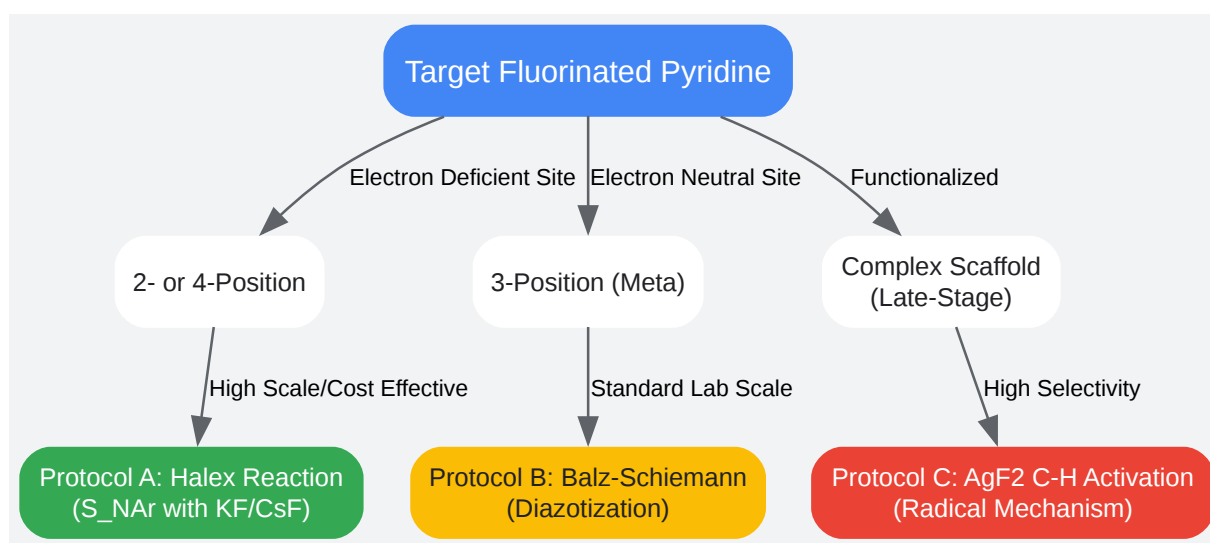 Target Fluorinated Pyridine
Electron Deficient Site
Electron Neutral Site
Functionalized
2- or 4-Position
3-Position (Meta)
Complex Scaffold
(Late-Stage)
High Scale/Cost Effective
Standard Lab Scale
High Selectivity
Protocol A: Halex Reaction
(S_NAr with KF/CsF)
Protocol B: Balz-Schiemann
(Diazotization)
Protocol C: AgF2 C-H Activation
(Radical Mechanism)